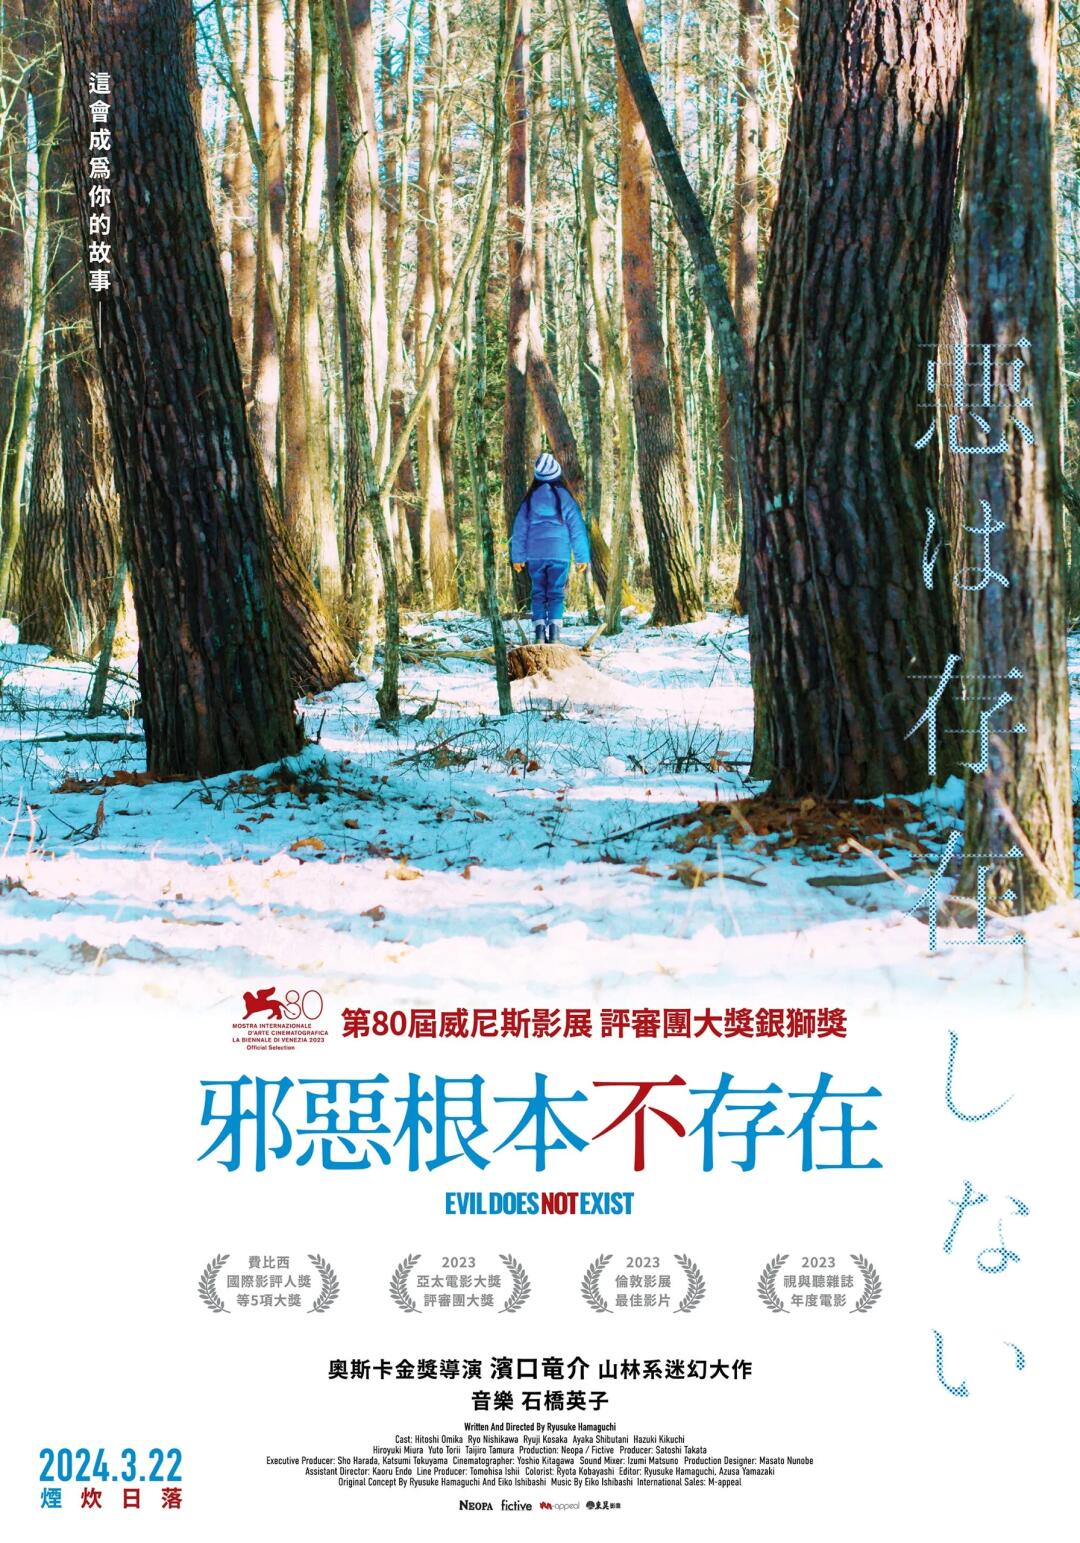 這會成爲你的故事——
悪は存在しない
80
MOSTRA INTERNAZIONALE
D'ARTE CINEMATOGRAFICA
LA BIENNALE DI VENEZIA 2023
Official Selection
第80屆威尼斯影展 評審團大獎銀獅獎
邪惡根本不存在
EVIL DOES NOT EXIST
費比西
國際影評人獎
等5項大獎
2023
亞太電影大獎
評審團大獎
2023
倫敦影展
最佳影片
2023
視與聽雜誌
年度電影
奧斯卡金獎導演 濱口竜介 山林系迷幻大作
音樂 石橋英子
Written And Directed By Ryusuke Hamaguchi
Cast: Hitoshi Omika Ryo Nishikawa Ryuji Kosaka Ayaka Shibutani Hazuki Kikuchi
Hiroyuki Miura Yuto Torii Taijiro Tamura Production: Neopa / Fictive Producer: Satoshi Takata
Executive Producer: Sho Harada, Katsumi Tokuyama Cinematographer: Yoshio Kitagawa Sound Mixer: Izumi Matsuno Production Designer: Masato Nunobe
Assistant Director: Kaoru Endo Line Producer: Tomohisa Ishii Colorist: Ryota Kobayashi Editor: Ryusuke Hamaguchi, Azusa Yamazaki
Original Concept By Ryusuke Hamaguchi And Eiko Ishibashi Music By Eiko Ishibashi International Sales: M-appeal
2024.3.22
煙炊日落
NEOPA fictive m-appeal 東昊影業